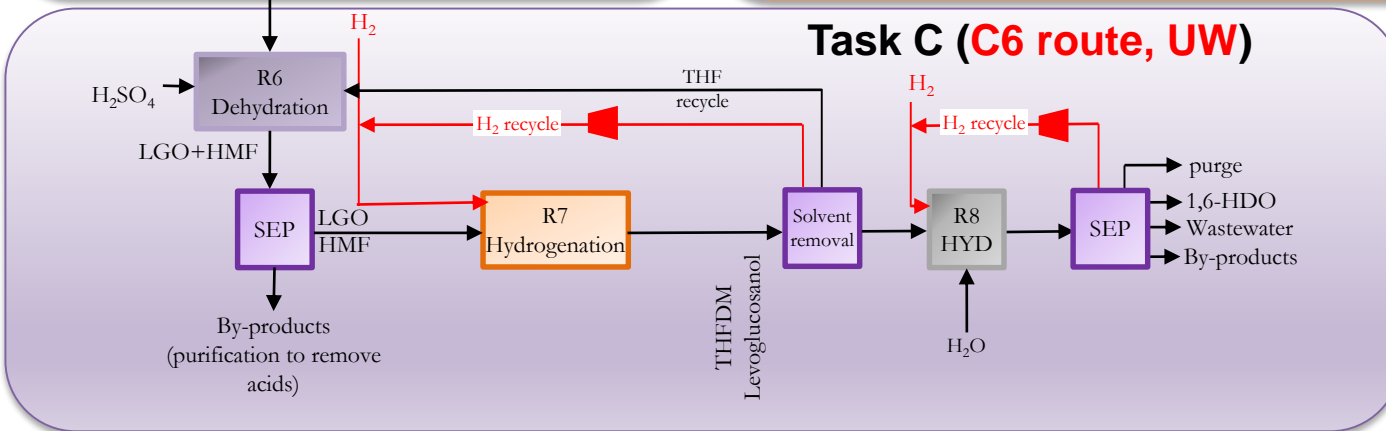 Task C (C6 route, UW)
H₂
R6
Dehydration
H₂SO₄
THF
recycle
H₂ recycle
H₂
H₂ recycle
LGO+HMF
SEP
LGO
HMF
R7
Hydrogenation
THFDM
Levoglucosanol
Solvent
removal
R8
HYD
H₂O
SEP
purge
1,6-HDO
Wastewater
By-products
By-products
(purification to remove
acids)